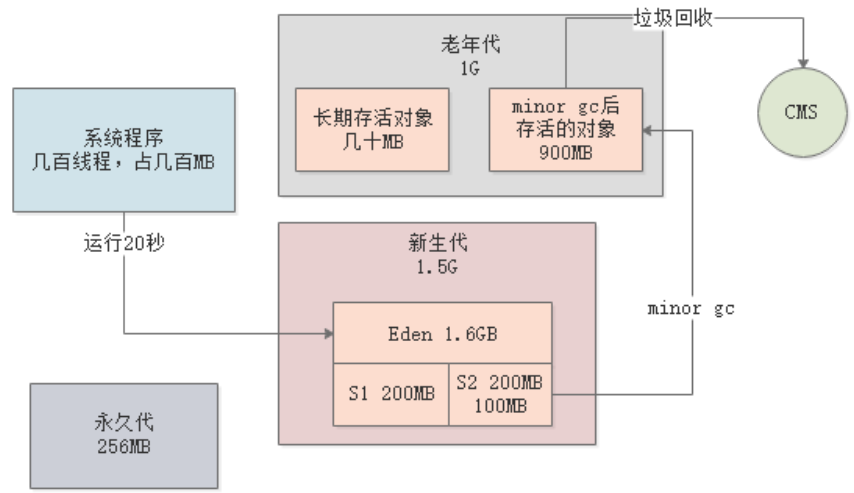 垃圾回收
老年代
1G
长期存活对象
几十MB
minor gc后
存活的对象
900MB
CMS
系统程序
几百线程，占几百MB
运行20秒
新生代
1.5G
Eden 1.6GB
S1 200MB
S2 200MB
100MB
minor gc
永久代
256MB